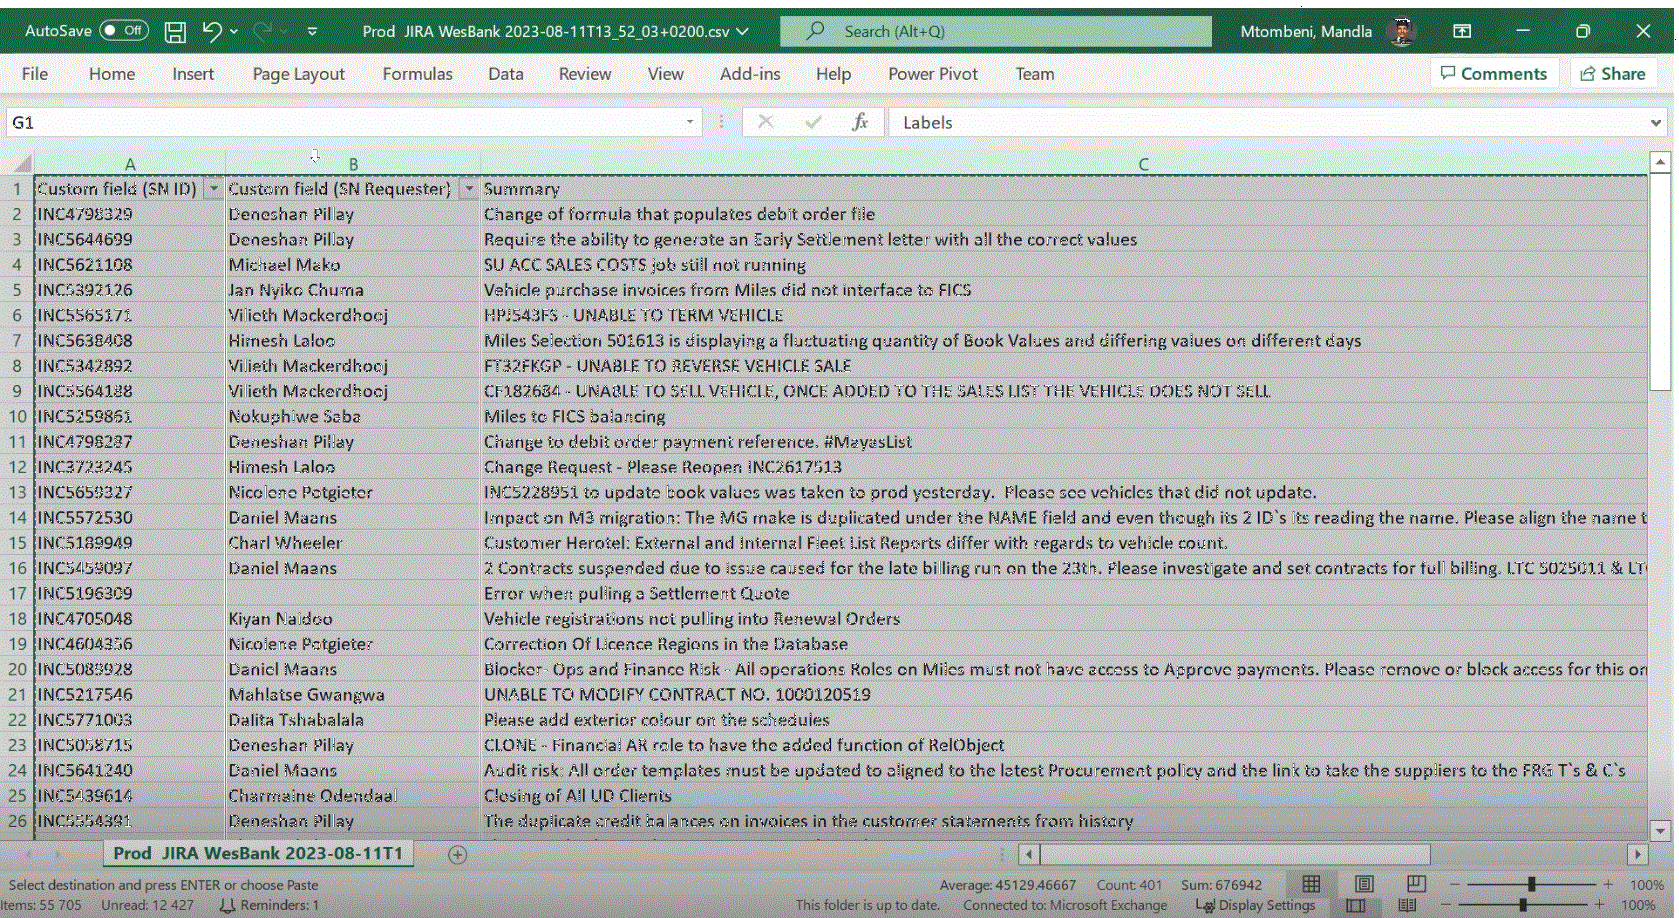 AutoSave Off Prod JIRA WesBank 2023-08-11T13_52_03+0200.csv Search (Alt+Q) Mtombeni, Mandla
File Home Insert Page Layout Formulas Data Review View Add-ins Help Power Pivot Team Comments Share
G1 fx Labels
A B C
1 Custom field (SN ID) Custom field (SN Requester) Summary
2 INC4798329 Deneshan Pillay Change of formula that populates debit order file
3 INC5644699 Deneshan Pillay Require the ability to generate an Early Settlement letter with all the correct values
4 INC5621108 Michael Mako SU ACC SALES COSTS job still not running
5 INC5392126 Jan Nyiko Chuma Vehicle purchase invoices from Miles did not interface to FICS
6 INC5565171 Vilieth Mackerdhooj HPJ543FS - UNABLE TO TERM VEHICLE
7 INC5638408 Himesh Laloo Miles Selection 501613 is displaying a fluctuating quantity of Book Values and differing values on different days
8 INC5342892 Vilieth Mackerdhooj FT32FKGP - UNABLE TO REVERSE VEHICLE SALE
9 INC5564188 Vilieth Mackerdhooj CF182684 - UNABLE TO SELL VEHICLE, ONCE ADDED TO THE SALES LIST THE VEHICLE DOES NOT SELL
10 INC5259861 Nokuphiwe Saba Miles to FICS balancing
11 INC4798287 Deneshan Pillay Change to debit order payment reference. #MayasList
12 INC3723245 Himesh Laloo Change Request - Please Reopen INC2617513
13 INC5659327 Nicolene Potgieter INC5228951 to update book values was taken to prod yesterday. Please see vehicles that did not update.
14 INC5572530 Daniel Maans Impact on M3 migration: The MG make is duplicated under the NAME field and even though its 2 ID`s its reading the name. Please align the name t
15 INC5189949 Charl Wheeler Customer Herotel: External and Internal Fleet List Reports differ with regards to vehicle count.
16 INC5459097 Daniel Maans 2 Contracts suspended due to issue caused for the late billing run on the 23th. Please investigate and set contracts for full billing. LTC 5025011 & LT
17 INC5196309 Error when pulling a Settlement Quote
18 INC4705048 Kiyan Naidoo Vehicle registrations not pulling into Renewal Orders
19 INC4604356 Nicolene Potgieter Correction Of Licence Regions in the Database
20 INC5089928 Daniel Maans Blocker- Ops and Finance Risk - All operations Roles on Miles must not have access to Approve payments. Please remove or block access for this on
21 INC5217546 Mahlatse Gwangwa UNABLE TO MODIFY CONTRACT NO. 1000120519
22 INC5771003 Dalita Tshabalala Please add exterior colour on the schedules
23 INC5058715 Deneshan Pillay CLONE - Financial AR role to have the added function of RelObject
24 INC5641240 Daniel Maans Audit risk: All order templates must be updated to aligned to the latest Procurement policy and the link to take the suppliers to the FRG T`s & C`s
25 INC5439614 Charmaine Odendaal Closing of All UD Clients
26 INC5554391 Deneshan Pillay The duplicate credit balances on invoices in the customer statements from history
Prod JIRA WesBank 2023-08-11T1
Select destination and press ENTER or choose Paste Average: 45129.46667 Count: 401 Sum: 676942 100%
Items: 55 705 Unread: 12 427 Reminders: 1 This folder is up to date. Connected to: Microsoft Exchange Display Settings 100%